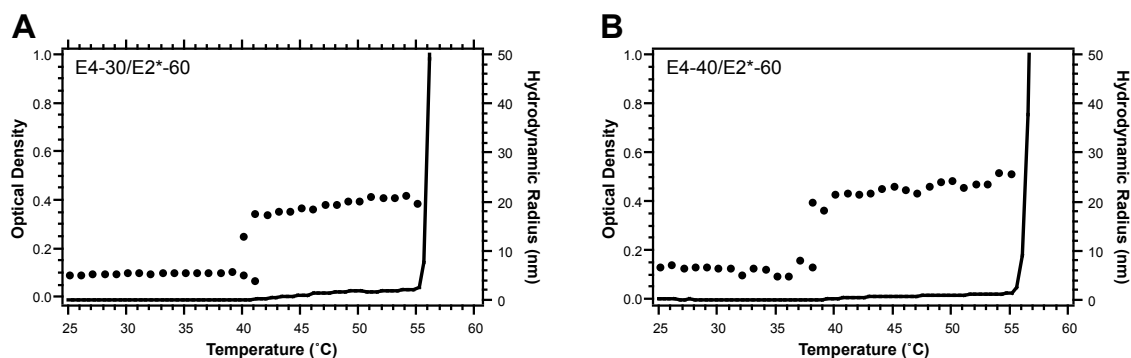 A
E4-30/E2*-60
1.0
0.8
0.6
0.4
0.2
0.0
Optical Density
50
40
30
20
10
0
Hydrodynamic Radius (nm)
25 30 35 40 45 50 55 60
Temperature (˚C)
B
E4-40/E2*-60
1.0
0.8
0.6
0.4
0.2
0.0
Optical Density
50
40
30
20
10
0
Hydrodynamic Radius (nm)
25 30 35 40 45 50 55 60
Temperature (˚C)